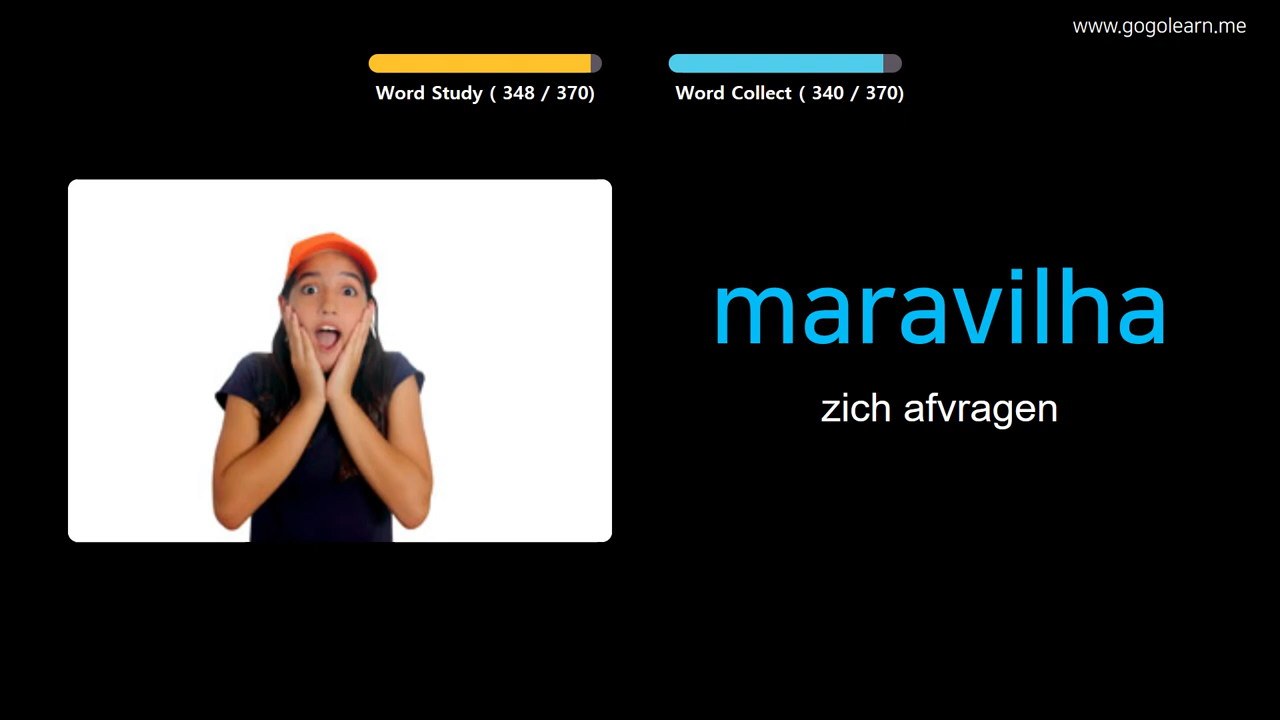 www.gogolearn.me
Word Study ( 348 / 370)
Word Collect ( 340 / 370)
maravilha
zich afvragen